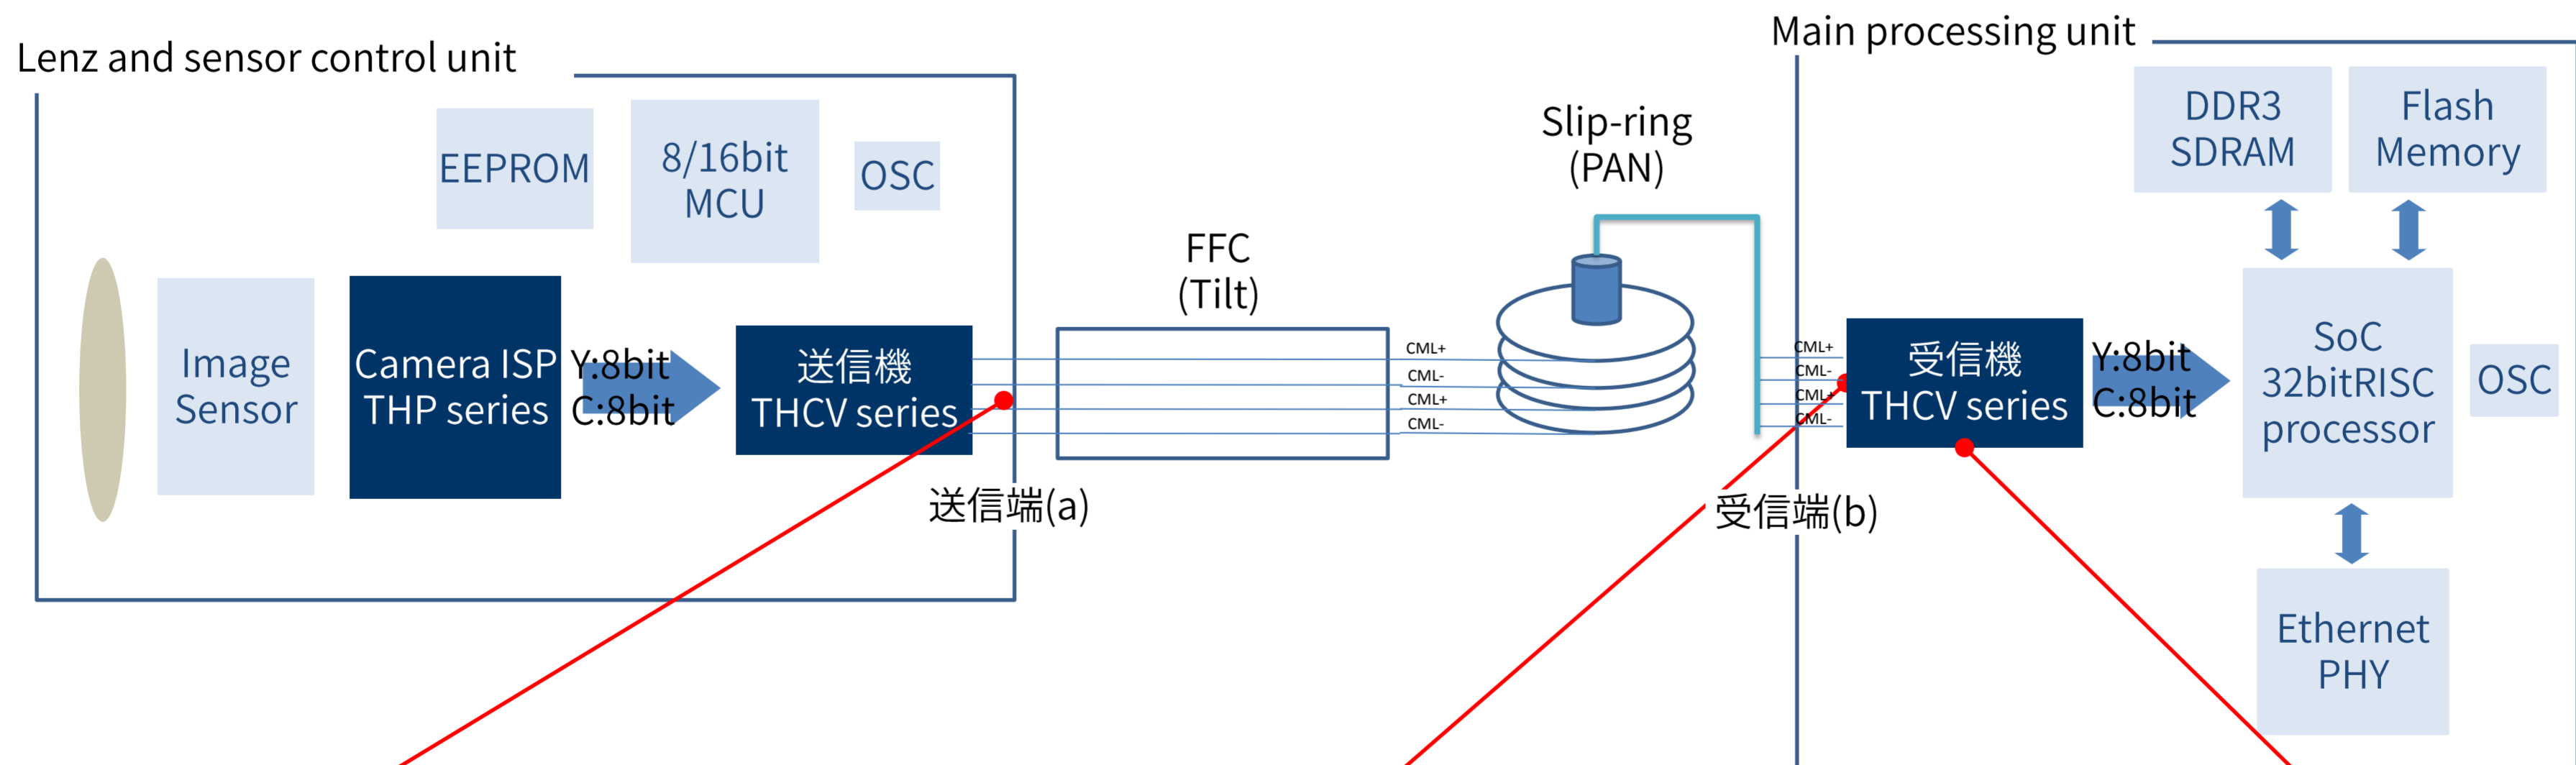 Lenz and sensor control unit
EEPROM
8/16bit
MCU
OSC
Image
Sensor
Camera ISP
THP series
Y:8bit
C:8bit
送信機
THCV series
送信端(a)
FFC
(Tilt)
CML+
CML-
CML+
CML-
Slip-ring
(PAN)
Main processing unit
CML+
CML-
CML+
CML-
受信機
THCV series
受信端(b)
Y:8bit
C:8bit
DDR3
SDRAM
Flash
Memory
SoC
32bitRISC
processor
OSC
Ethernet
PHY